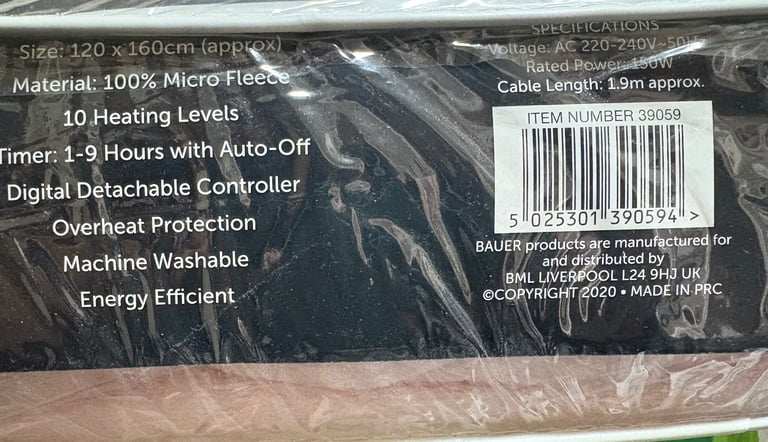 Size: 120 x 160cm (approx)
Material: 100% Micro Fleece
10 Heating Levels
Timer: 1-9 Hours with Auto-Off
Digital Detachable Controller
Overheat Protection
Machine Washable
Energy Efficient
SPECIFICATIONS
Voltage: AC 220-240V~50Hz
Rated Power: 150W
Cable Length: 1.9m approx.
ITEM NUMBER 39059
5 025301 390594 >
BAUER products are manufactured for
and distributed by
BML LIVERPOOL L24 9HJ UK
©COPYRIGHT 2020 • MADE IN PRC